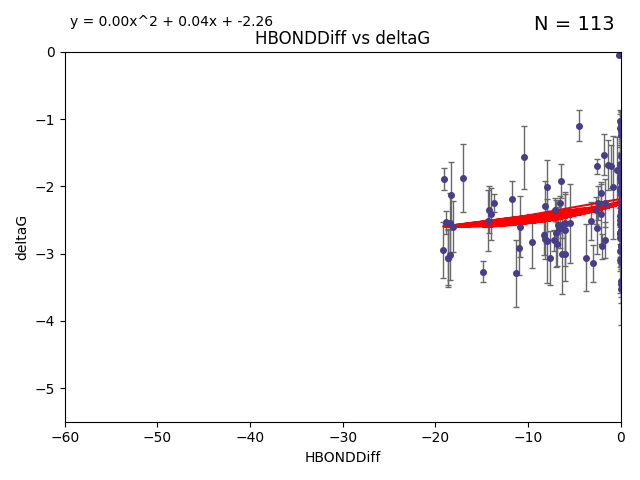 y = 0.00x^2 + 0.04x + -2.26
N = 113
HBONDDiff vs deltaG
0
−1
−2
−3
−4
−5
deltaG
−60 −50 −40 −30 −20 −10 0
HBONDDiff